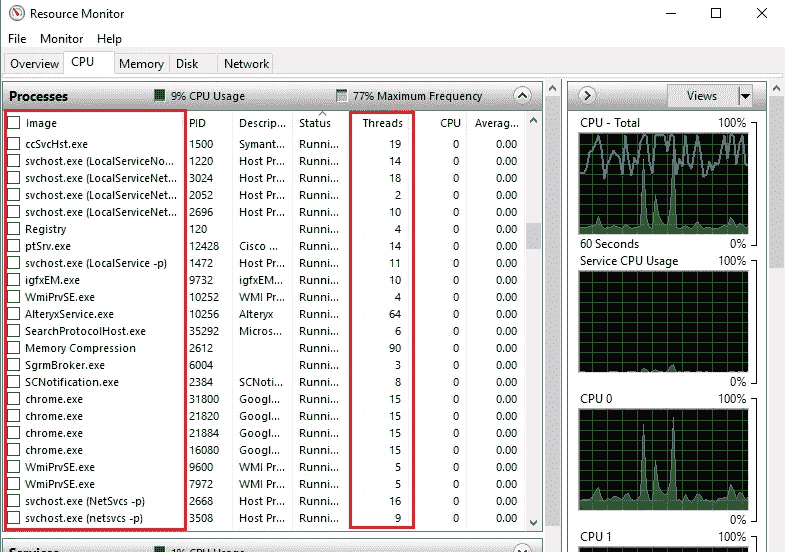 Resource Monitor
File Monitor Help
Overview CPU Memory Disk Network
Processes 9% CPU Usage 77% Maximum Frequency
Image PID Descrip... Status Threads CPU Averag...
ccSvcHst.exe 1500 Symant... Runni... 19 0 0.00
svchost.exe (LocalServiceNo... 1220 Host Pr... Runni... 14 0 0.00
svchost.exe (LocalServiceNet... 3024 Host Pr... Runni... 18 0 0.00
svchost.exe (LocalServiceNet... 2052 Host Pr... Runni... 2 0 0.00
svchost.exe (LocalServiceNet... 2696 Host Pr... Runni... 10 0 0.00
Registry 120 Runni... 4 0 0.00
ptSrv.exe 12428 Cisco ... Runni... 14 0 0.00
svchost.exe (LocalService -p) 1472 Host Pr... Runni... 11 0 0.00
igfxEM.exe 9732 igfxEM... Runni... 10 0 0.00
WmiPrvSE.exe 10252 WMI Pr... Runni... 4 0 0.00
AlteryxService.exe 10256 Alteryx Runni... 64 0 0.00
SearchProtocolHost.exe 35292 Micros... Runni... 6 0 0.00
Memory Compression 2612 Runni... 90 0 0.00
SgrmBroker.exe 6004 Runni... 3 0 0.00
SCNotification.exe 2384 SCNoti... Runni... 8 0 0.00
chrome.exe 31800 Googl... Runni... 15 0 0.00
chrome.exe 21820 Googl... Runni... 15 0 0.00
chrome.exe 21884 Googl... Runni... 15 0 0.00
chrome.exe 16080 Googl... Runni... 15 0 0.00
WmiPrvSE.exe 9600 WMI Pr... Runni... 5 0 0.00
WmiPrvSE.exe 7972 WMI Pr... Runni... 5 0 0.00
svchost.exe (NetSvcs -p) 2668 Host Pr... Runni... 16 0 0.00
svchost.exe (netsvcs -p) 3508 Host Pr... Runni... 9 0 0.00
Services 1% CPU Usage
Views
CPU - Total 100%
60 Seconds 0%
Service CPU Usage 100%
0%
CPU 0 100%
0%
CPU 1 100%